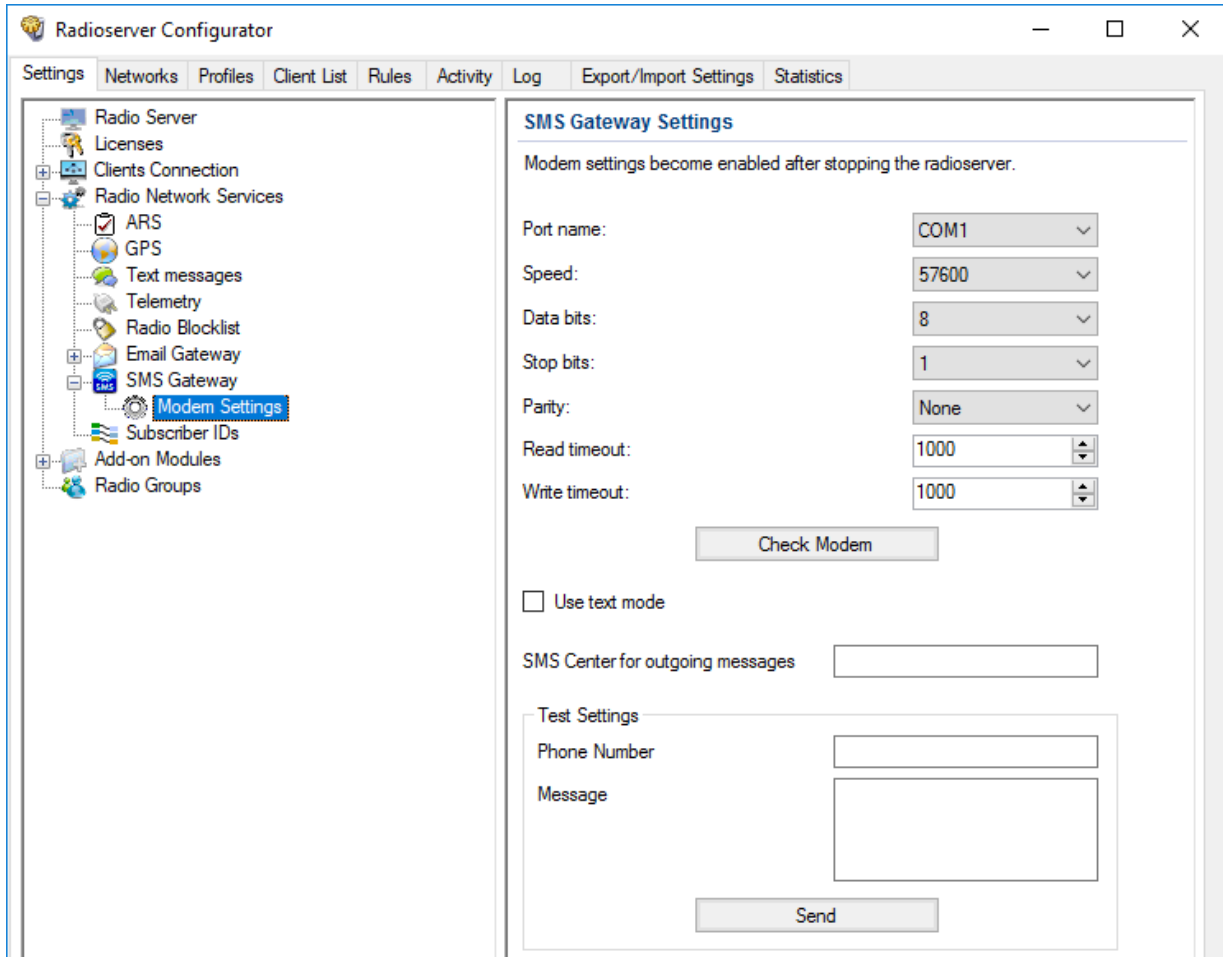 Radioserver Configurator
Settings Networks Profiles Client List Rules Activity Log Export/Import Settings Statistics
Radio Server
Licenses
Clients Connection
Radio Network Services
ARS
GPS
Text messages
Telemetry
Radio Blocklist
Email Gateway
SMS Gateway
Modem Settings
Subscriber IDs
Add-on Modules
Radio Groups
SMS Gateway Settings
Modem settings become enabled after stopping the radioserver.
Port name: COM1
Speed: 57600
Data bits: 8
Stop bits: 1
Parity: None
Read timeout: 1000
Write timeout: 1000
Check Modem
Use text mode
SMS Center for outgoing messages
Test Settings
Phone Number
Message
Send